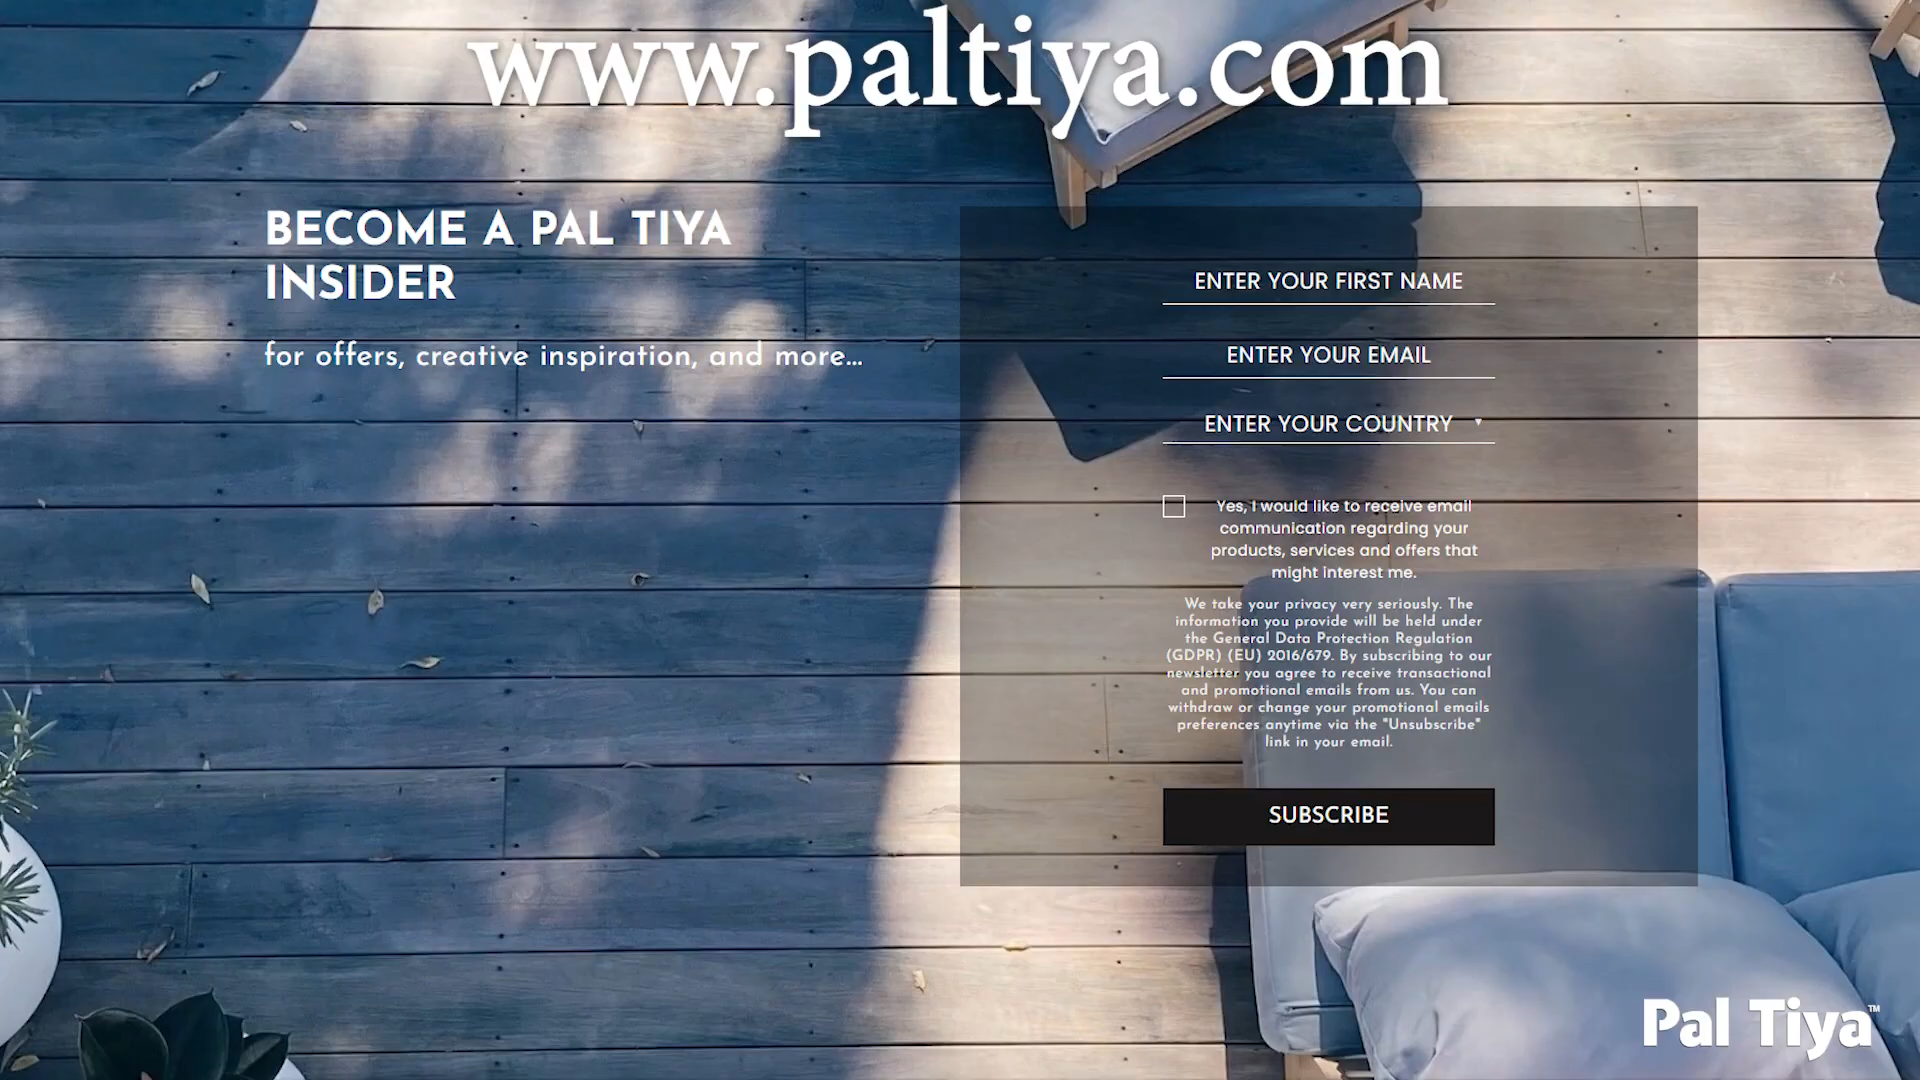 www.paltiya.com
BECOME A PAL TIYA
INSIDER
for offers, creative inspiration, and more...
ENTER YOUR FIRST NAME
ENTER YOUR EMAIL
ENTER YOUR COUNTRY
Yes, I would like to receive email
communication regarding your
products, services and offers that
might interest me.
We take your privacy very seriously. The
information you provide will be held under
the General Data Protection Regulation
(GDPR) (EU) 2016/679. By subscribing to our
newsletter you agree to receive transactional
and promotional emails from us. You can
withdraw or change your promotional emails
preferences anytime via the "Unsubscribe"
link in your email.
SUBSCRIBE
Pal Tiya™